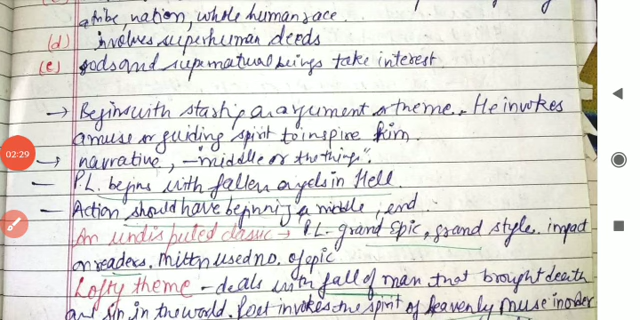 a tribe, nation, whole human race
(d) involves superhuman deeds
(e) gods and supernatural beings take interest
→ Begins with stating an argument or theme. He invokes
a muse or guiding spirit to inspire him.
→ narrative, - middle of the things".
02:29
- P.L. begins with fallen angels in Hell.
- Action should have beginning, a middle, end.
An undisputed classic → P.L. grand Epic, grand style. impact
on readers. Milton used no. of epic
Lofty theme - deals with fall of man that brought death
and sin in the world. Poet invokes the spirit of heavenly muse in order